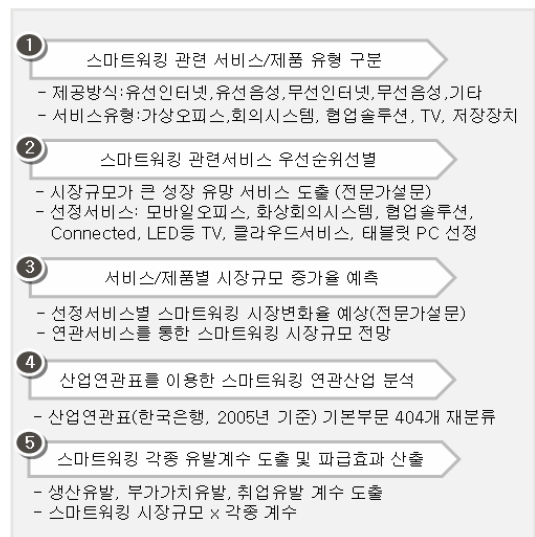 1
스마트워킹 관련 서비스/제품 유형 구분
- 제공방식:유선인터넷,유선음성,무선인터넷,무선음성,기타
- 서비스유형:가상오피스,회의시스템, 협업솔루션, TV, 저장장치
2
스마트워킹 관련서비스 우선순위선별
- 시장규모가 큰 성장 유망 서비스 도출 (전문가설문)
- 선정서비스: 모바일오피스, 화상회의시스템, 협업솔루션,
Connected, LED등 TV, 클라우드서비스, 태블릿 PC 선정
3
서비스/제품별 시장규모 증가율 예측
- 선정서비스별 스마트워킹 시장변화율 예상(전문가설문)
- 연관서비스를 통한 스마트워킹 시장규모 전망
4
산업연관표를 이용한 스마트워킹 연관산업 분석
- 산업연관표(한국은행, 2005년 기준) 기본부문 404개 재분류
5
스마트워킹 각종 유발계수 도출 및 파급효과 산출
- 생산유발, 부가가치유발, 취업유발 계수 도출
- 스마트워킹 시장규모 x 각종 계수